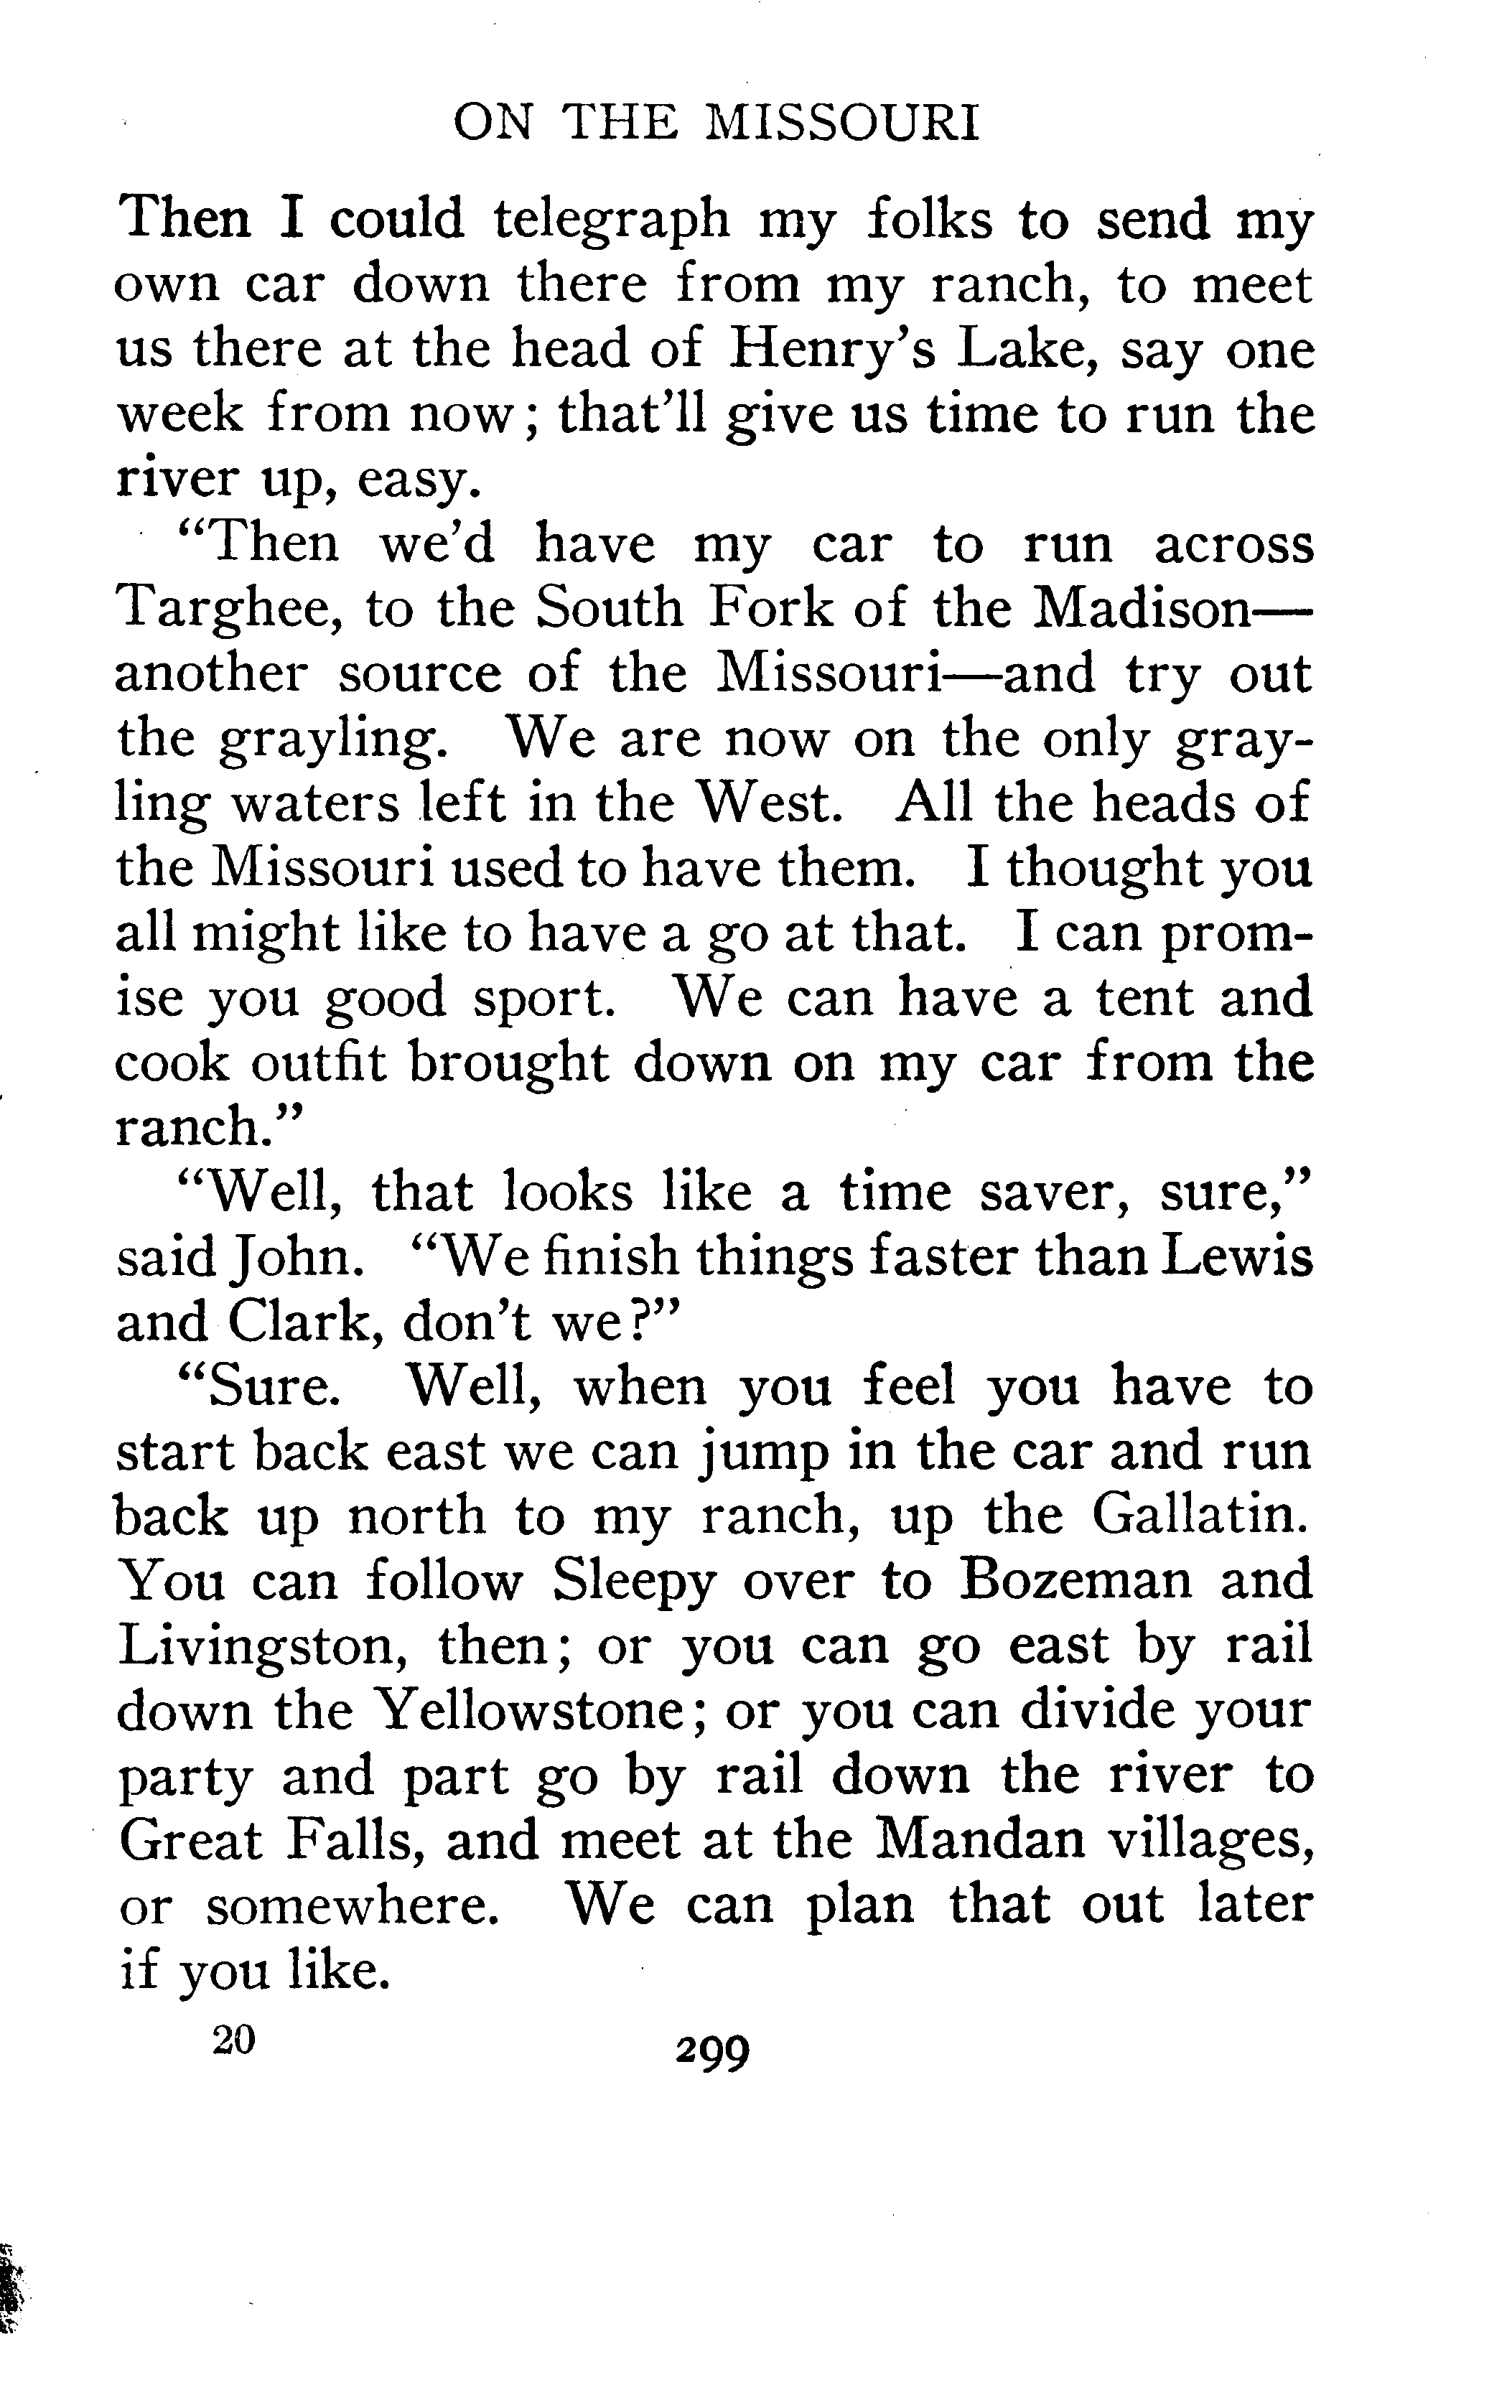 ON THE MISSOURI
Then I could telegraph my folks to send my
own car down there from my ranch, to meet
us there at the head of Henry's Lake, say one
week from now; that'll give us time to run the
river up, easy.
“Then we'd have my car to run across
Targhee, to the South Fork of the Madison—
another source of the Missouri—and try out
the grayling. We are now on the only gray-
ling waters left in the West. All the heads of
the Missouri used to have them. I thought you
all might like to have a go at that. I can prom-
ise you good sport. We can have a tent and
cook outfit brought down on my car from the
ranch.”
“Well, that looks like a time saver, sure,”
said John. “We finish things faster than Lewis
and Clark, don't we?”
“Sure. Well, when you feel you have to
start back east we can jump in the car and run
back up north to my ranch, up the Gallatin.
You can follow Sleepy over to Bozeman and
Livingston, then; or you can go east by rail
down the Yellowstone; or you can divide your
party and part go by rail down the river to
Great Falls, and meet at the Mandan villages,
or somewhere. We can plan that out later
if you like.
20 299